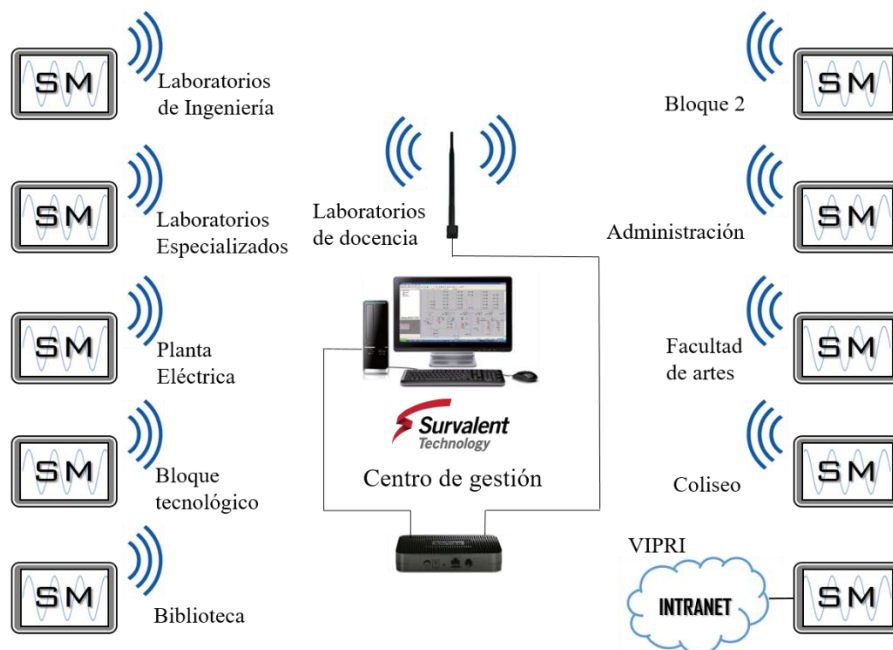 SM
Laboratorios
de Ingeniería
SM
Laboratorios
Especializados
SM
Planta
Eléctrica
SM
Bloque
tecnológico
SM
Biblioteca
Laboratorios
de docencia
Survalent
Technology
Centro de gestión
Bloque 2
SM
Administración
SM
Facultad
de artes
SM
Coliseo
SM
VIPRI
INTRANET
SM